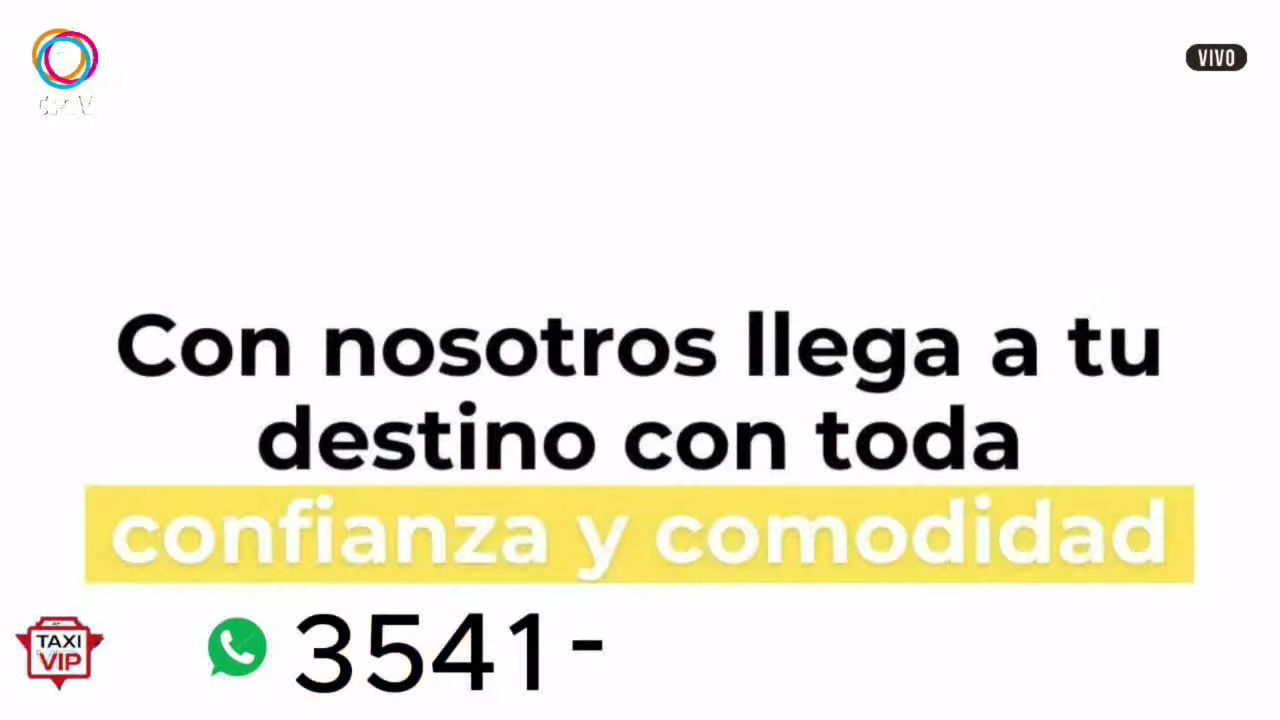 VIVO
Con nosotros llega a tu
destino con toda
confianza y comodidad
TAXI
VIP
3541-